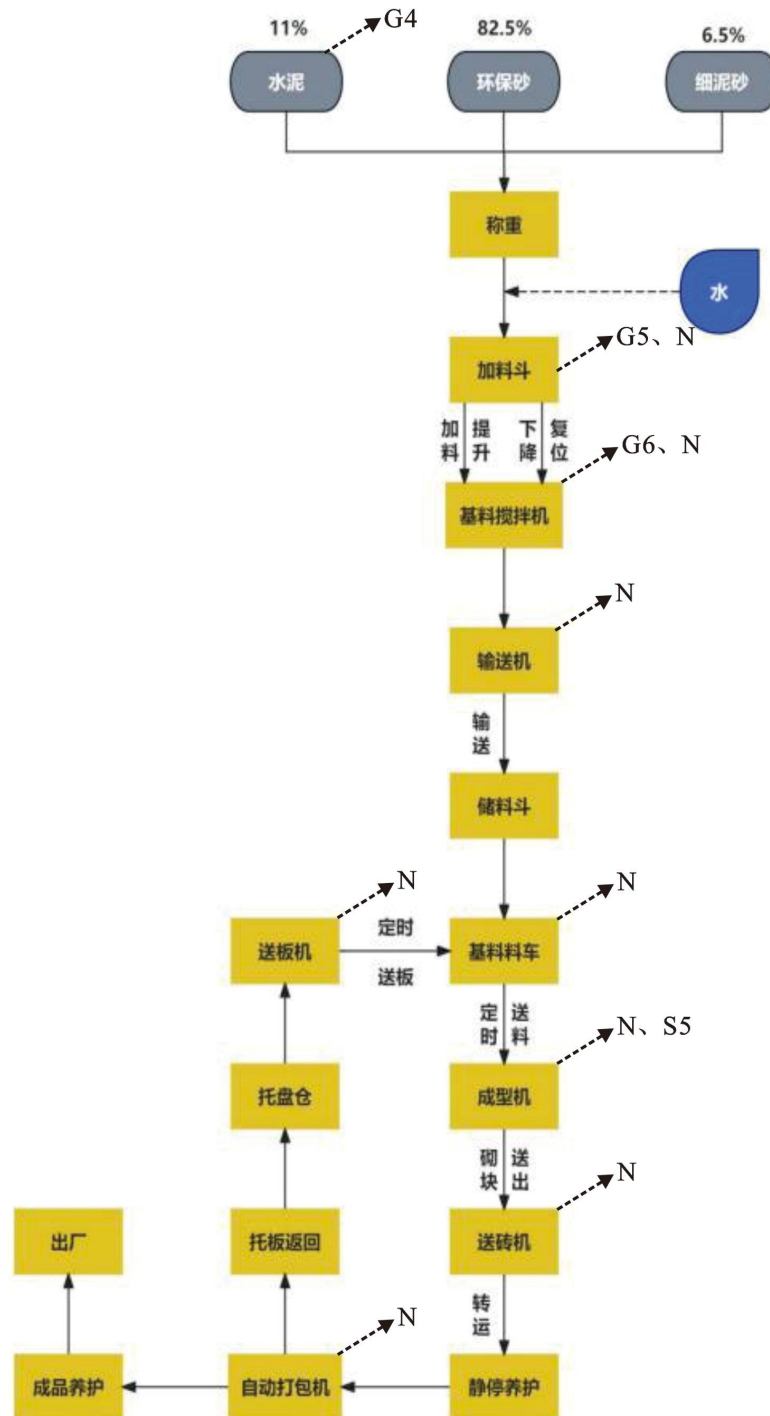 11%
G4
82.5%
6.5%
水泥
环保砂
细泥砂
称重
水
加料斗
G5、N
加料
提升
下降
复位
G6、N
基料搅拌机
N
输送机
输送
储料斗
N
N
送板机
定时
送板
基料料车
定时
送料
N、S5
托盘仓
成型机
砌块
送出
N
出厂
托板返回
送砖机
转运
N
成品养护
自动打包机
静停养护